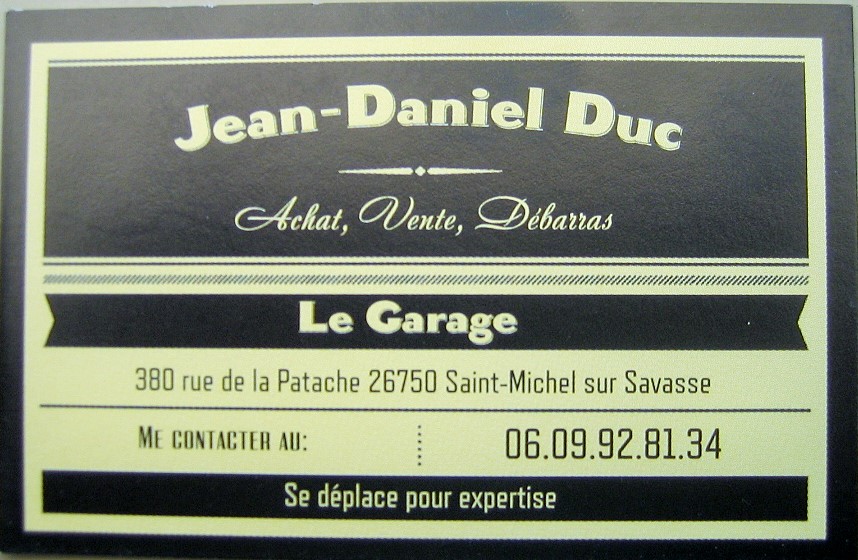 Jean-Daniel Duc
Achat, Vente, Débarras
Le Garage
380 rue de la Patache 26750 Saint-Michel sur Savasse
ME CONTACTER AU:
06.09.92.81.34
Se déplace pour expertise